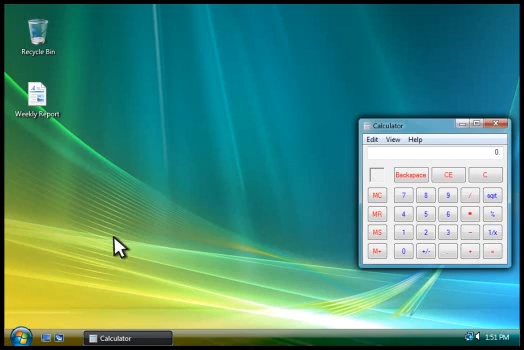 Recycle Bin
Weekly Report
Calculator
Edit View Help
0.
Backspace CE C
MC 7 8 9 / sqrt
MR 4 5 6 * %
MS 1 2 3 - 1/x
M+ 0 +/- . + =
Calculator
1:51 PM